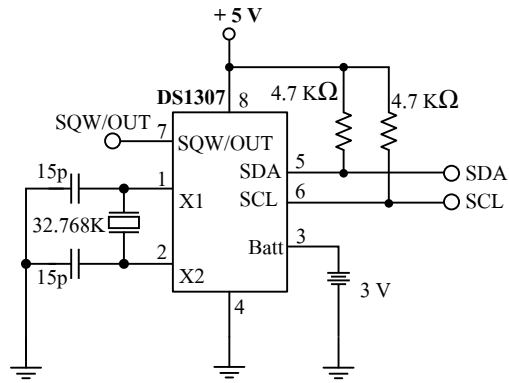 + 5 V
DS1307
8
4.7 KΩ
4.7 KΩ
SQW/OUT
7
SQW/OUT
15p
1
X1
SDA
5
SDA
SCL
6
SCL
32.768K
Batt
3
15p
2
X2
3 V
4